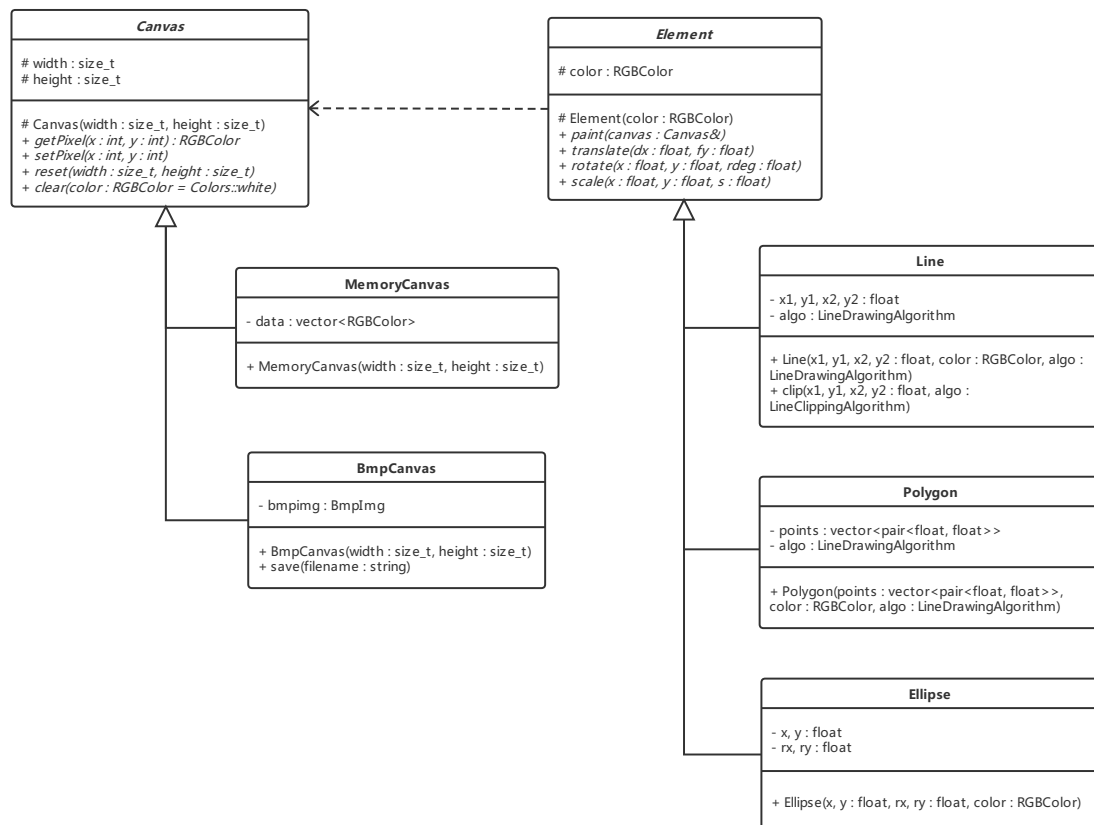 Canvas
# width : size_t
# height : size_t
# Canvas(width : size_t, height : size_t)
+ getPixel(x : int, y : int) : RGBColor
+ setPixel(x : int, y : int)
+ reset(width : size_t, height : size_t)
+ clear(color : RGBColor = Colors::white)
Element
# color : RGBColor
# Element(color : RGBColor)
+ paint(canvas : Canvas&)
+ translate(dx : float, fy : float)
+ rotate(x : float, y : float, rdeg : float)
+ scale(x : float, y : float, s : float)
MemoryCanvas
- data : vector<RGBColor>
+ MemoryCanvas(width : size_t, height : size_t)
BmpCanvas
- bmpimg : BmpImg
+ BmpCanvas(width : size_t, height : size_t)
+ save(filename : string)
Line
- x1, y1, x2, y2 : float
- algo : LineDrawingAlgorithm
+ Line(x1, y1, x2, y2 : float, color : RGBColor, algo :
LineDrawingAlgorithm)
+ clip(x1, y1, x2, y2 : float, algo :
LineClippingAlgorithm)
Polygon
- points : vector<pair<float, float>>
- algo : LineDrawingAlgorithm
+ Polygon(points : vector<pair<float, float>>,
color : RGBColor, algo : LineDrawingAlgorithm)
Ellipse
- x, y : float
- rx, ry : float
+ Ellipse(x, y : float, rx, ry : float, color : RGBColor)